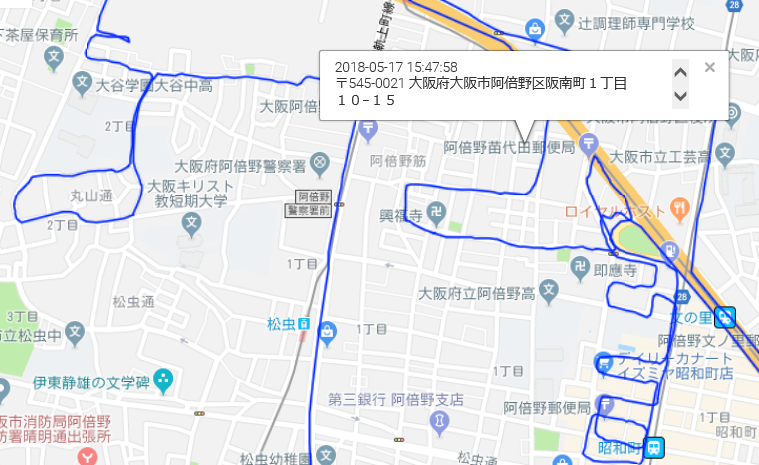 辻調理師専門学校
28
下茶屋保育所
軌上町線
2018-05-17 15:47:58
〒545-0021 大阪府大阪市阿倍野区阪南町１丁目
１０−１５
大谷学園大谷中高
大阪府
大阪阿
2丁目
大阪府阿倍野警察署
阿倍野筋
阿倍野苗代田郵便局
大阪市立工芸高
大阪キリスト
教短期大学
丸山通
阿倍野
警察署前
興福寺
ロイヤルホスト
2丁目
1丁目
即應寺
大阪府立阿倍野高
28
3丁目
松虫通
文の里
市立松虫中
松虫
1丁目
阿倍野文ノ里郵
デイリーカナート
イズミヤ昭和町店
伊東静雄の文学碑
第三銀行 阿倍野支店
阿倍野郵便局
1丁目
阪市消防局阿倍野
防署晴明通出張所
昭和町
昭和町
松虫幼稚園
松虫通